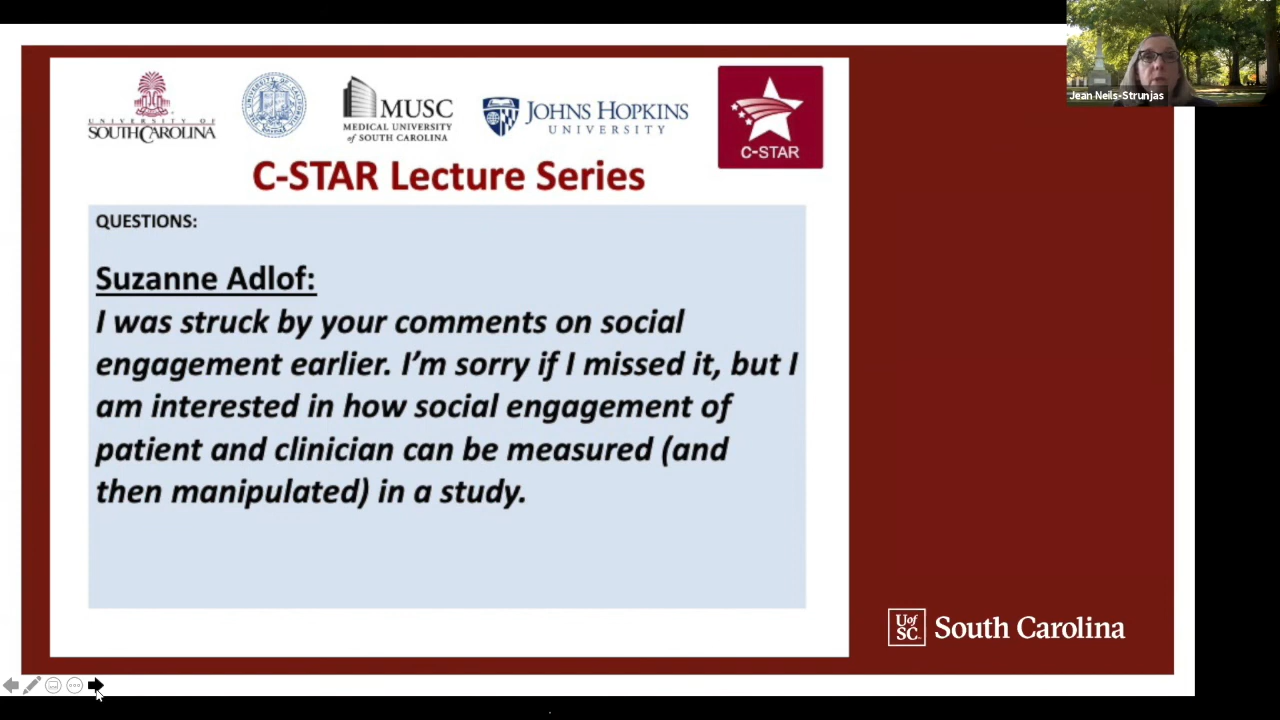 Jean Neils-Strunjas
UNIVERSITY OF
SOUTH CAROLINA
MUSC
MEDICAL UNIVERSITY
of SOUTH CAROLINA
JOHNS HOPKINS
UNIVERSITY
C-STAR
C-STAR Lecture Series
QUESTIONS:
Suzanne Adlof:
I was struck by your comments on social
engagement earlier. I'm sorry if I missed it, but I
am interested in how social engagement of
patient and clinician can be measured (and
then manipulated) in a study.
UofSC South Carolina